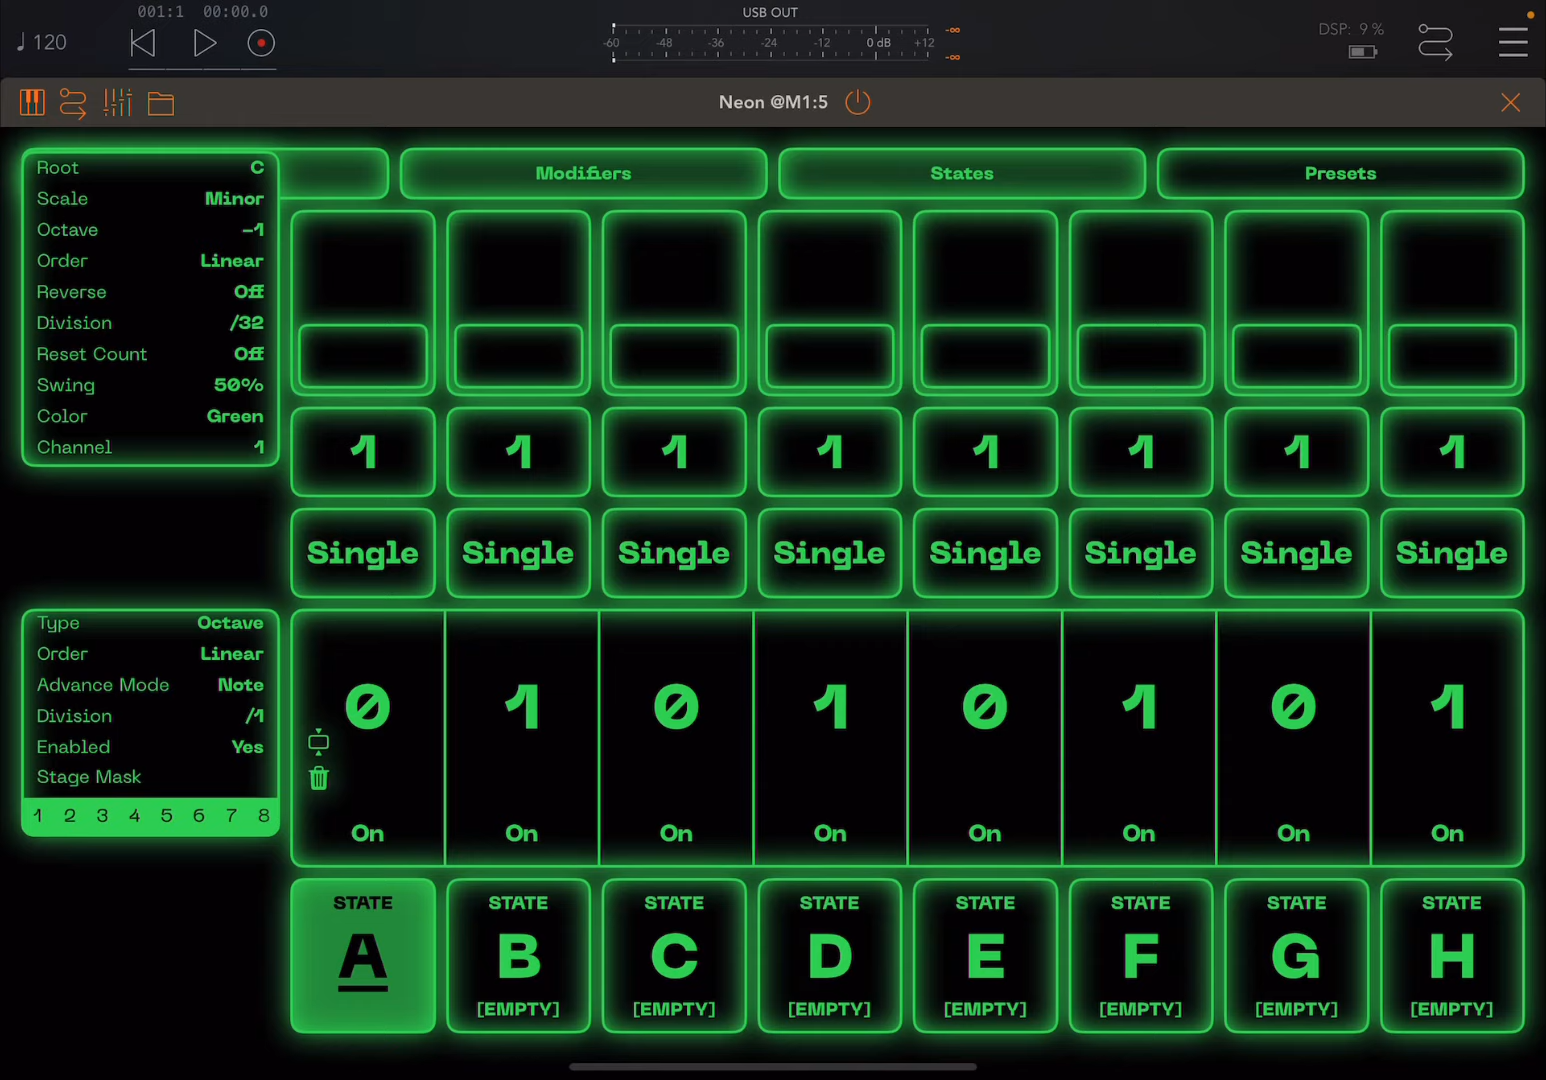 001:1 00:00.0
120
USB OUT
-60 -48 -36 -24 -12 0 dB +12
-∞
-∞
DSP: 9 %
Neon @M1:5
Modifiers
States
Presets
Root C
Scale Minor
Octave -1
Order Linear
Reverse Off
Division /32
Reset Count Off
Swing 50%
Color Green
Channel 1
1 1 1 1 1 1 1 1
Single Single Single Single Single Single Single Single
Type Octave
Order Linear
Advance Mode Note
Division /1
Enabled Yes
Stage Mask
1 2 3 4 5 6 7 8
0 1 0 1 0 1 0 1
On On On On On On On On
STATE STATE STATE STATE STATE STATE STATE STATE
A B C D E F G H
[EMPTY] [EMPTY] [EMPTY] [EMPTY] [EMPTY] [EMPTY] [EMPTY]